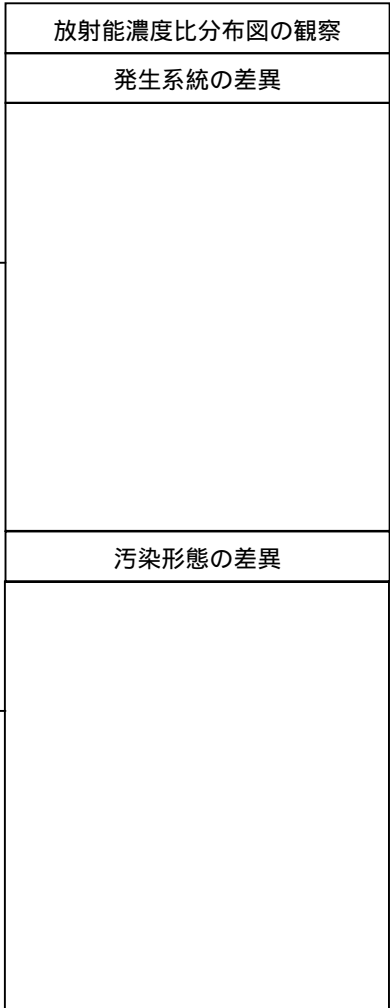 放射能濃度比分布図の観察
発生系統の差異
汚染形態の差異